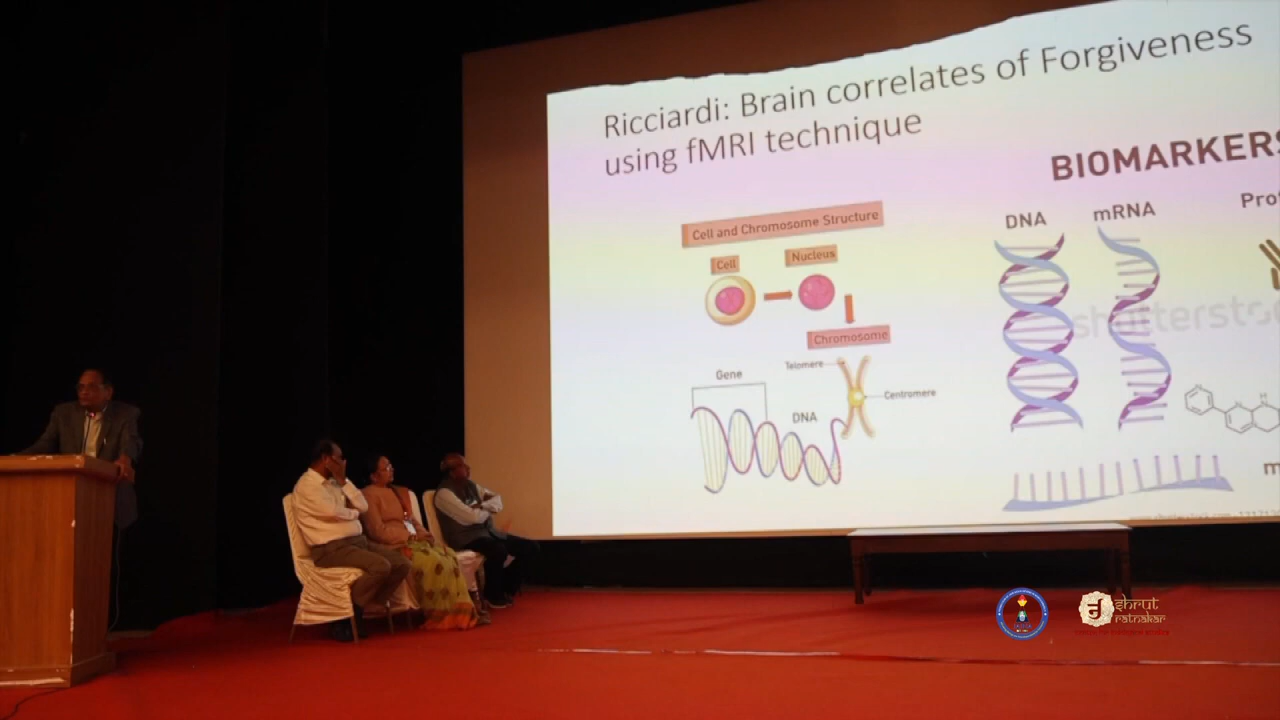 Ricciardi: Brain correlates of Forgiveness
using fMRI technique
BIOMARKERS
Cell and Chromosome Structure
Cell
Nucleus
Chromosome
Telomere
Gene
Centromere
DNA
DNA
mRNA
shutterstoc
H
N
shrut
ratnakar